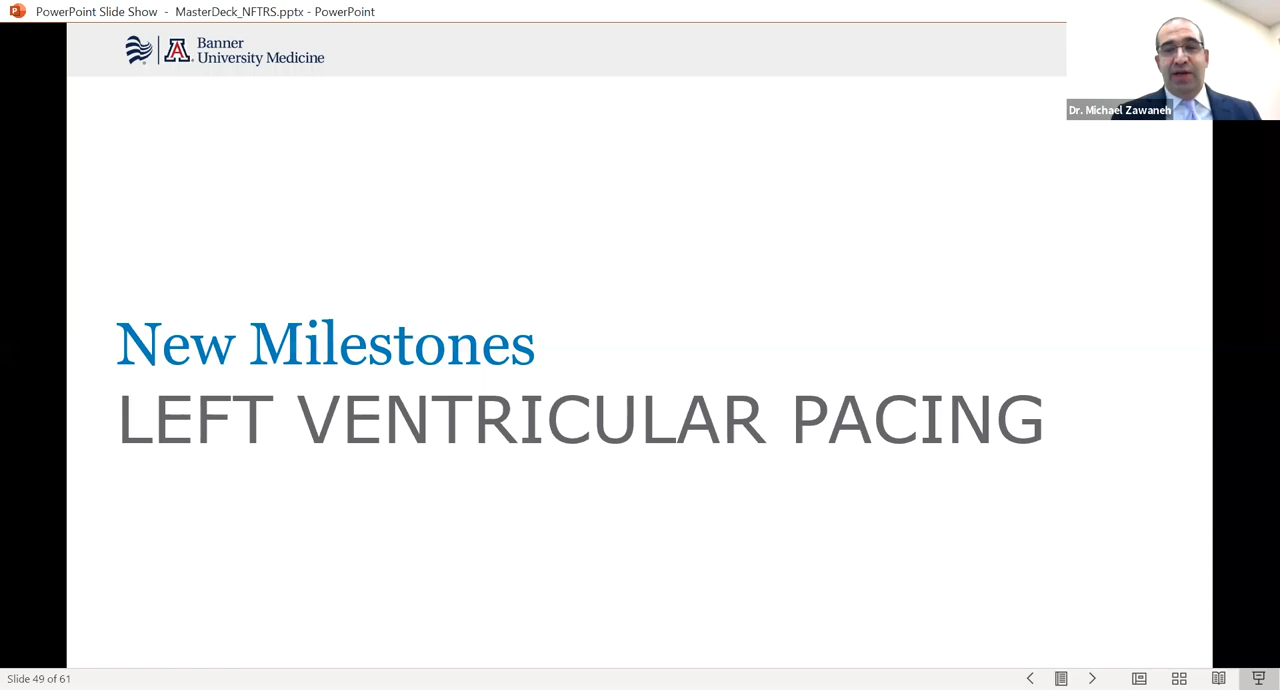 PowerPoint Slide Show - MasterDeck_NFTRS.pptx - PowerPoint
Banner
University Medicine
Dr. Michael Zawaneh
New Milestones
LEFT VENTRICULAR PACING
Slide 49 of 61